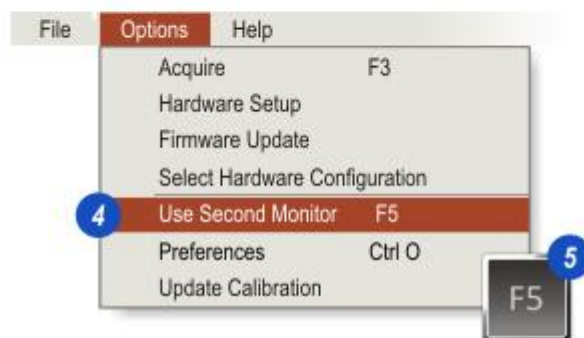 File Options Help
Acquire F3
Hardware Setup
Firmware Update
Select Hardware Configuration
4 Use Second Monitor F5
Preferences Ctrl O
5
Update Calibration
F5